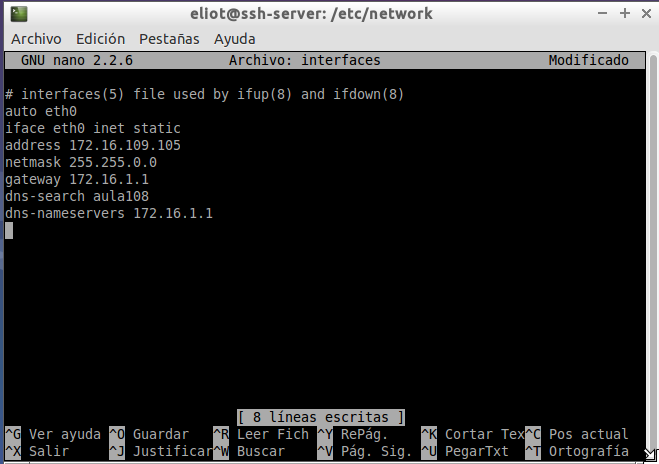 eliot@ssh-server: /etc/network
Archivo Edición Pestañas Ayuda
GNU nano 2.2.6 Archivo: interfaces Modificado
# interfaces(5) file used by ifup(8) and ifdown(8)
auto eth0
iface eth0 inet static
address 172.16.109.105
netmask 255.255.0.0
gateway 172.16.1.1
dns-search aula108
dns-nameservers 172.16.1.1
[ 8 líneas escritas ]
^G Ver ayuda ^O Guardar ^R Leer Fich ^Y RePág. ^K Cortar Tex ^C Pos actual
^X Salir ^J Justificar ^W Buscar ^V Pág. Sig. ^U PegarTxt ^T Ortografía